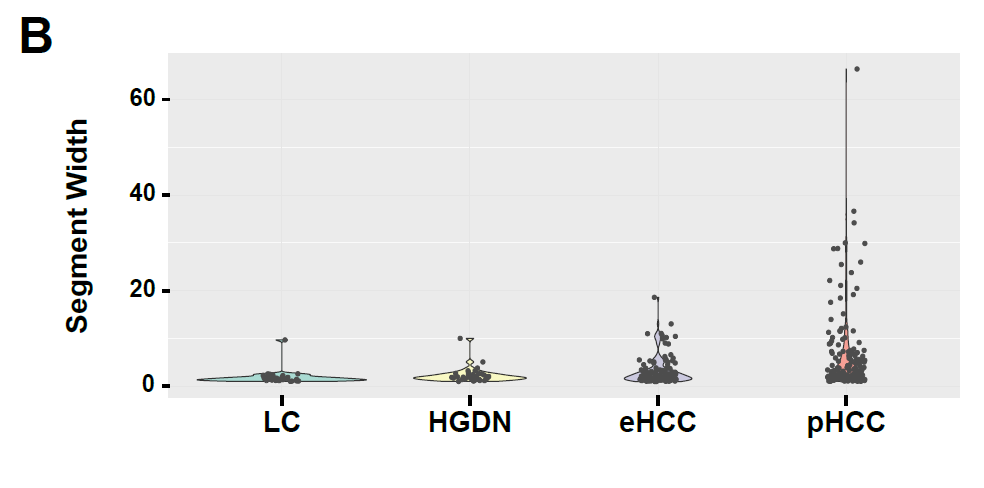 B
Segment Width
60
40
20
0
LC HGDN eHCC pHCC